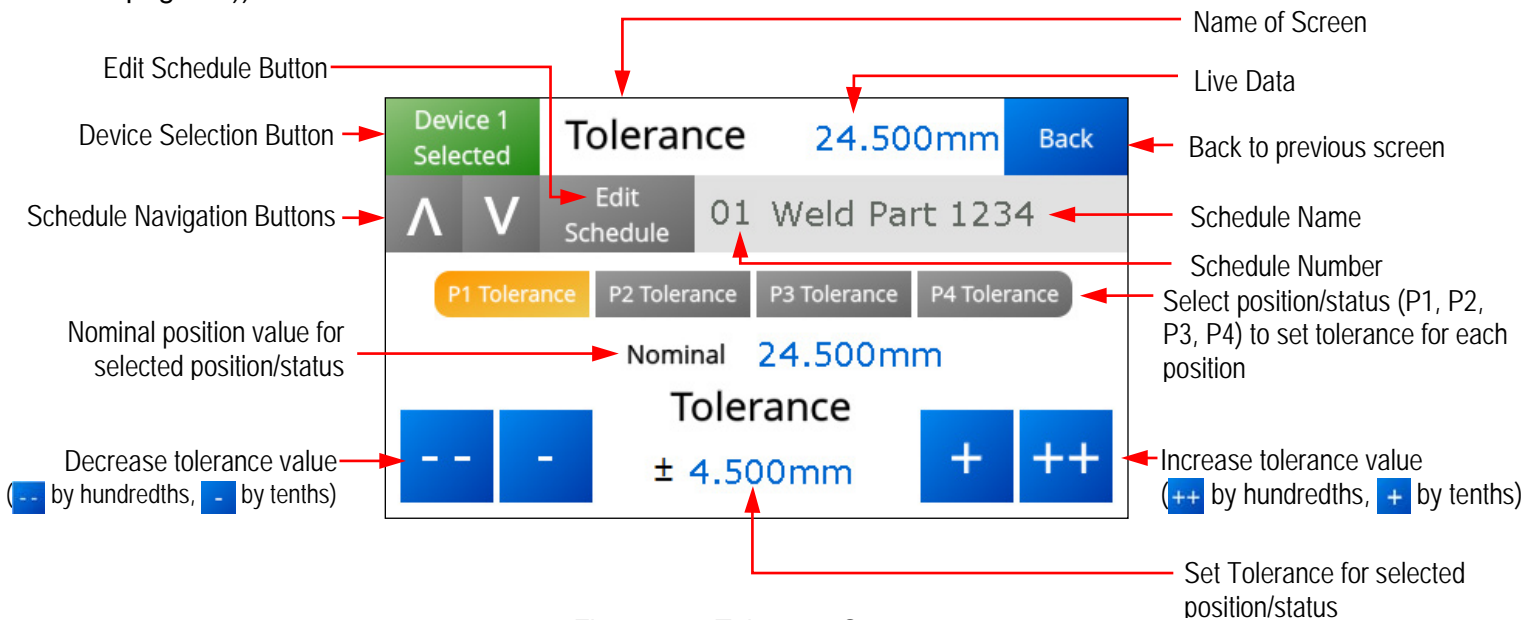 Name of Screen
Edit Schedule Button
Live Data
Device Selection Button
Device 1
Selected
Tolerance
24.500mm
Back
Back to previous screen
Schedule Navigation Buttons
Λ
V
Edit
Schedule
01 Weld Part 1234
Schedule Name
Schedule Number
P1 Tolerance
P2 Tolerance
P3 Tolerance
P4 Tolerance
Select position/status (P1, P2,
P3, P4) to set tolerance for each
position
Nominal position value for
selected position/status
Nominal 24.500mm
Tolerance
- -
-
± 4.500mm
+
++
Decrease tolerance value
(-- by hundredths, - by tenths)
Increase tolerance value
(++ by hundredths, + by tenths)
Set Tolerance for selected
position/status